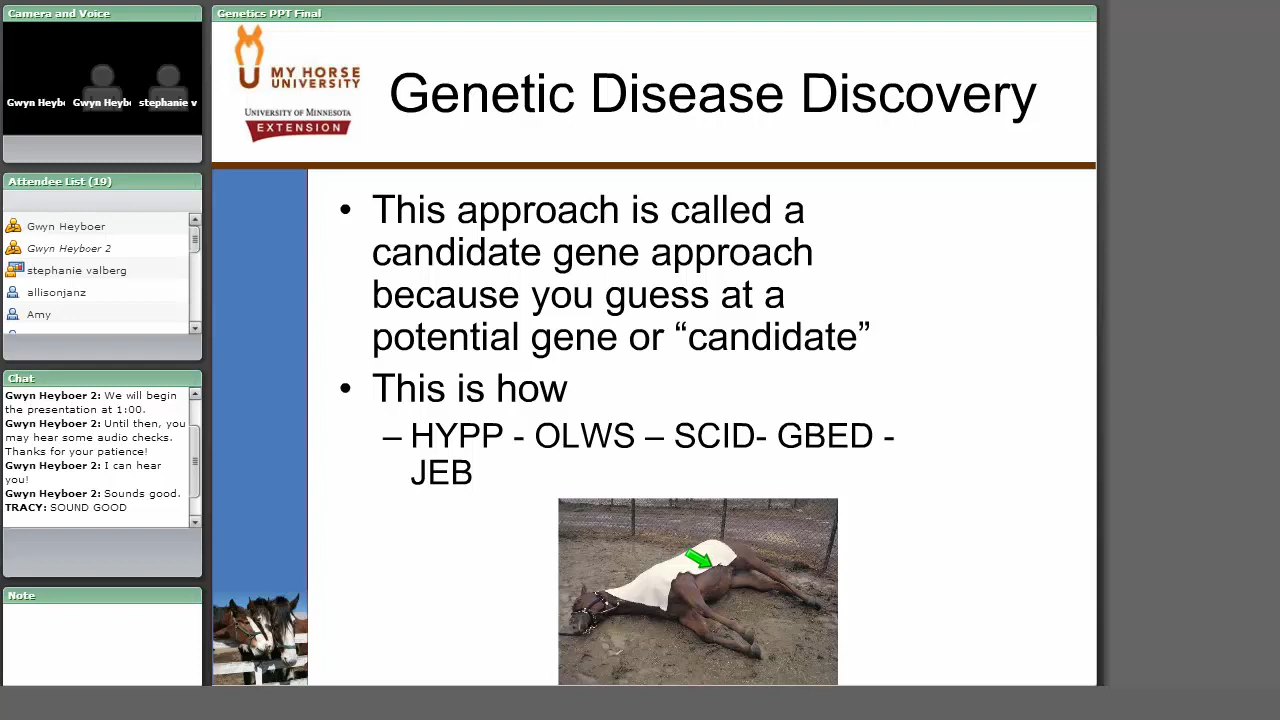 Camera and Voice
Gwyn Heyb
Gwyn Heyb
stephanie v
Attendee List (19)
Gwyn Heyboer
Gwyn Heyboer 2
stephanie valberg
allisonjanz
Amy
Chat
Gwyn Heyboer 2: We will begin
the presentation at 1:00.
Gwyn Heyboer 2: Until then, you
may hear some audio checks.
Thanks for your patience!
Gwyn Heyboer 2: I can hear
you!
Gwyn Heyboer 2: Sounds good.
TRACY: SOUND GOOD
Note
Genetics PPT Final
MY HORSE
UNIVERSITY
UNIVERSITY OF MINNESOTA
EXTENSION
Genetic Disease Discovery
• This approach is called a
candidate gene approach
because you guess at a
potential gene or “candidate”
• This is how
– HYPP - OLWS – SCID- GBED -
JEB